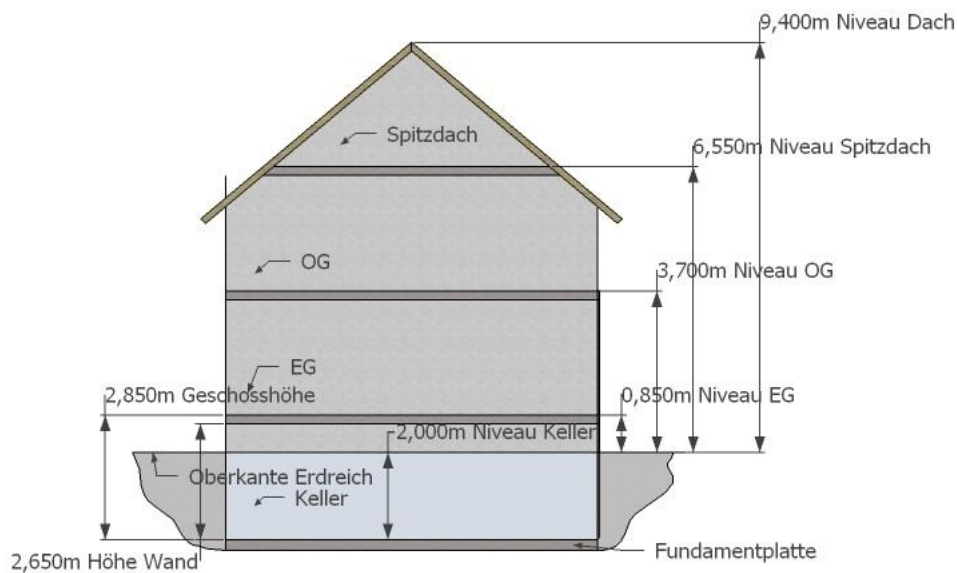 9,400m Niveau Dach
Spitzdach
6,550m Niveau Spitzdach
OG
3,700m Niveau OG
EG
2,850m Geschosshöhe
0,850m Niveau EG
-2,000m Niveau Keller
Oberkante Erdreich
Keller
2,650m Höhe Wand
Fundamentplatte